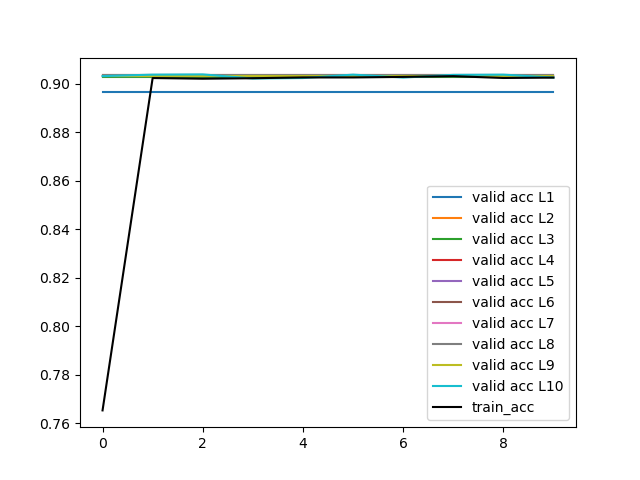 0.90
0.88
0.86
0.84
0.82
0.80
0.78
0.76
0
2
4
6
8
valid acc L1
valid acc L2
valid acc L3
valid acc L4
valid acc L5
valid acc L6
valid acc L7
valid acc L8
valid acc L9
valid acc L10
train_acc